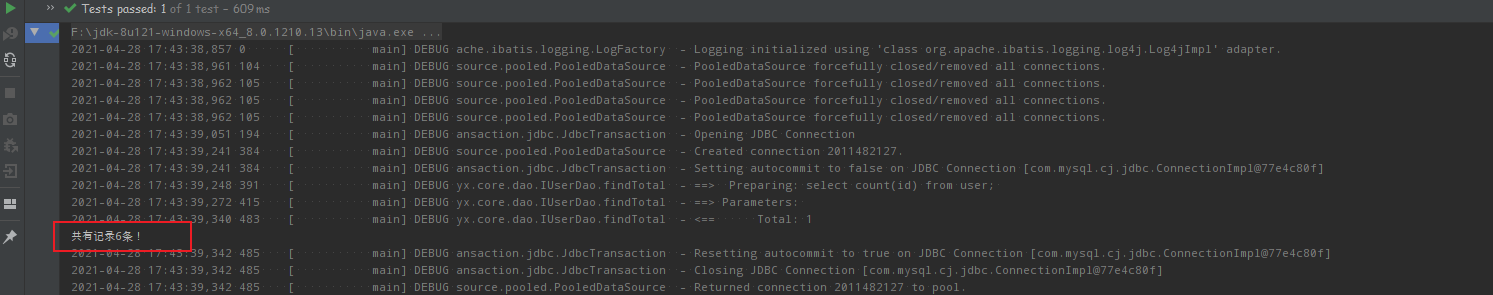 Tests passed: 1 of 1 test – 609 ms
F:\jdk-8u121-windows-x64_8.0.1210.13\bin\java.exe ...
2021-04-28 17:43:38,857 0      [           main] DEBUG ache.ibatis.logging.LogFactory  - Logging initialized using 'class org.apache.ibatis.logging.log4j.Log4jImpl' adapter.
2021-04-28 17:43:38,961 104    [           main] DEBUG source.pooled.PooledDataSource  - PooledDataSource forcefully closed/removed all connections.
2021-04-28 17:43:38,962 105    [           main] DEBUG source.pooled.PooledDataSource  - PooledDataSource forcefully closed/removed all connections.
2021-04-28 17:43:38,962 105    [           main] DEBUG source.pooled.PooledDataSource  - PooledDataSource forcefully closed/removed all connections.
2021-04-28 17:43:38,962 105    [           main] DEBUG source.pooled.PooledDataSource  - PooledDataSource forcefully closed/removed all connections.
2021-04-28 17:43:39,051 194    [           main] DEBUG ansaction.jdbc.JdbcTransaction  - Opening JDBC Connection
2021-04-28 17:43:39,241 384    [           main] DEBUG source.pooled.PooledDataSource  - Created connection 2011482127.
2021-04-28 17:43:39,241 384    [           main] DEBUG ansaction.jdbc.JdbcTransaction  - Setting autocommit to false on JDBC Connection [com.mysql.cj.jdbc.ConnectionImpl@77e4c80f]
2021-04-28 17:43:39,248 391    [           main] DEBUG yx.core.dao.IUserDao.findTotal  - ==>  Preparing: select count(id) from user;
2021-04-28 17:43:39,272 415    [           main] DEBUG yx.core.dao.IUserDao.findTotal  - ==> Parameters:
2021-04-28 17:43:39,340 483    [           main] DEBUG yx.core.dao.IUserDao.findTotal  - <==      Total: 1
共有记录6条！
2021-04-28 17:43:39,342 485    [           main] DEBUG ansaction.jdbc.JdbcTransaction  - Resetting autocommit to true on JDBC Connection [com.mysql.cj.jdbc.ConnectionImpl@77e4c80f]
2021-04-28 17:43:39,342 485    [           main] DEBUG ansaction.jdbc.JdbcTransaction  - Closing JDBC Connection [com.mysql.cj.jdbc.ConnectionImpl@77e4c80f]
2021-04-28 17:43:39,342 485    [           main] DEBUG source.pooled.PooledDataSource  - Returned connection 2011482127 to pool.